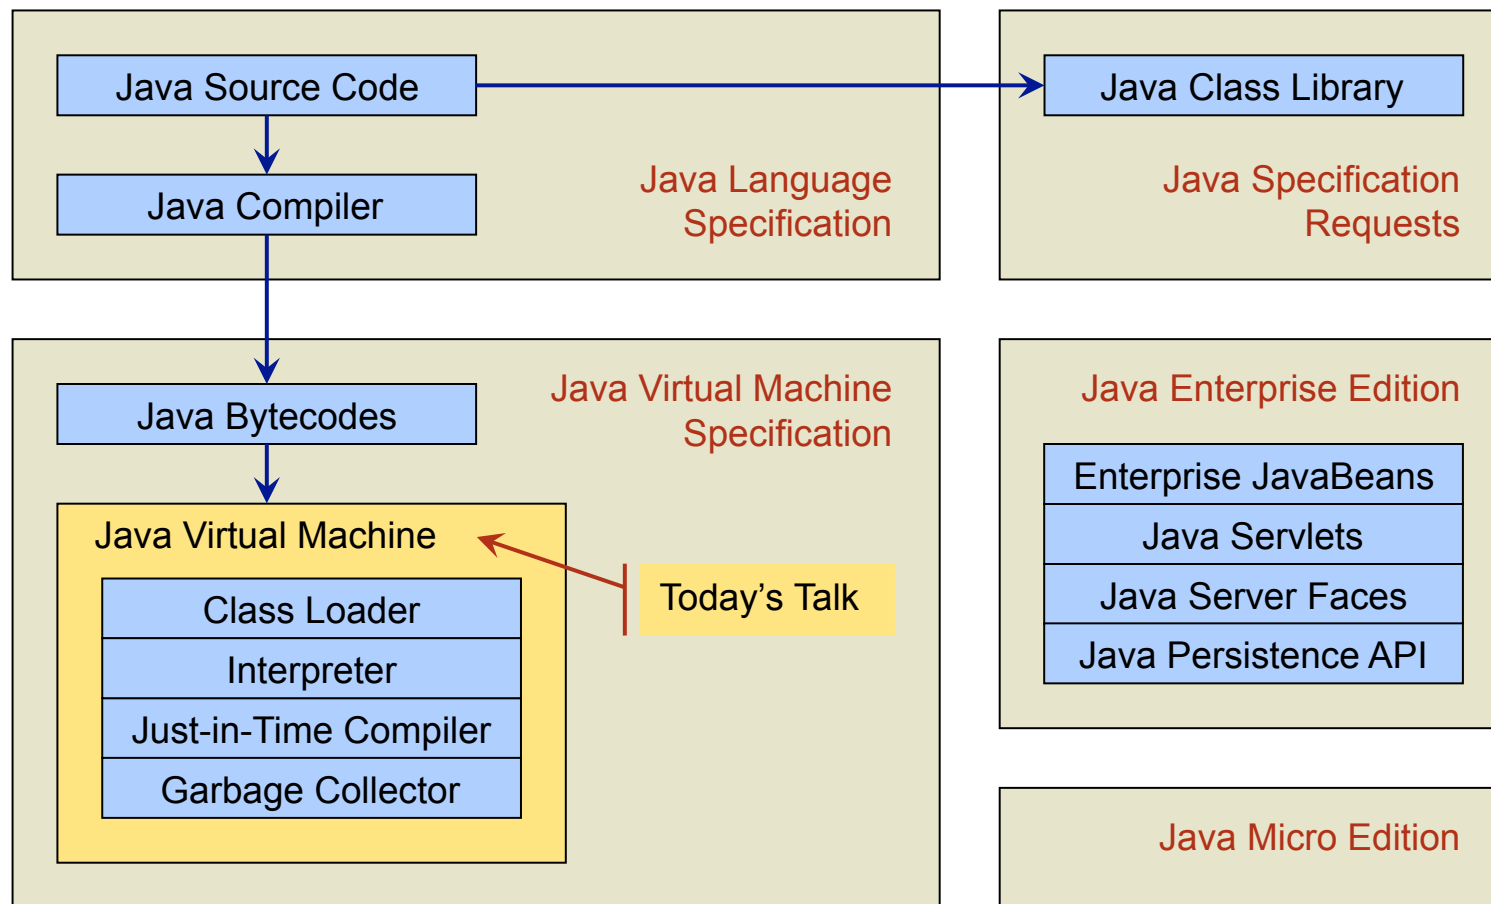 Java Source Code
Java Compiler
Java Language
Specification
Java Class Library
Java Specification
Requests
Java Bytecodes
Java Virtual Machine
Specification
Java Virtual Machine
Class Loader
Interpreter
Just-in-Time Compiler
Garbage Collector
Today’s Talk
Java Enterprise Edition
Enterprise JavaBeans
Java Servlets
Java Server Faces
Java Persistence API
Java Micro Edition